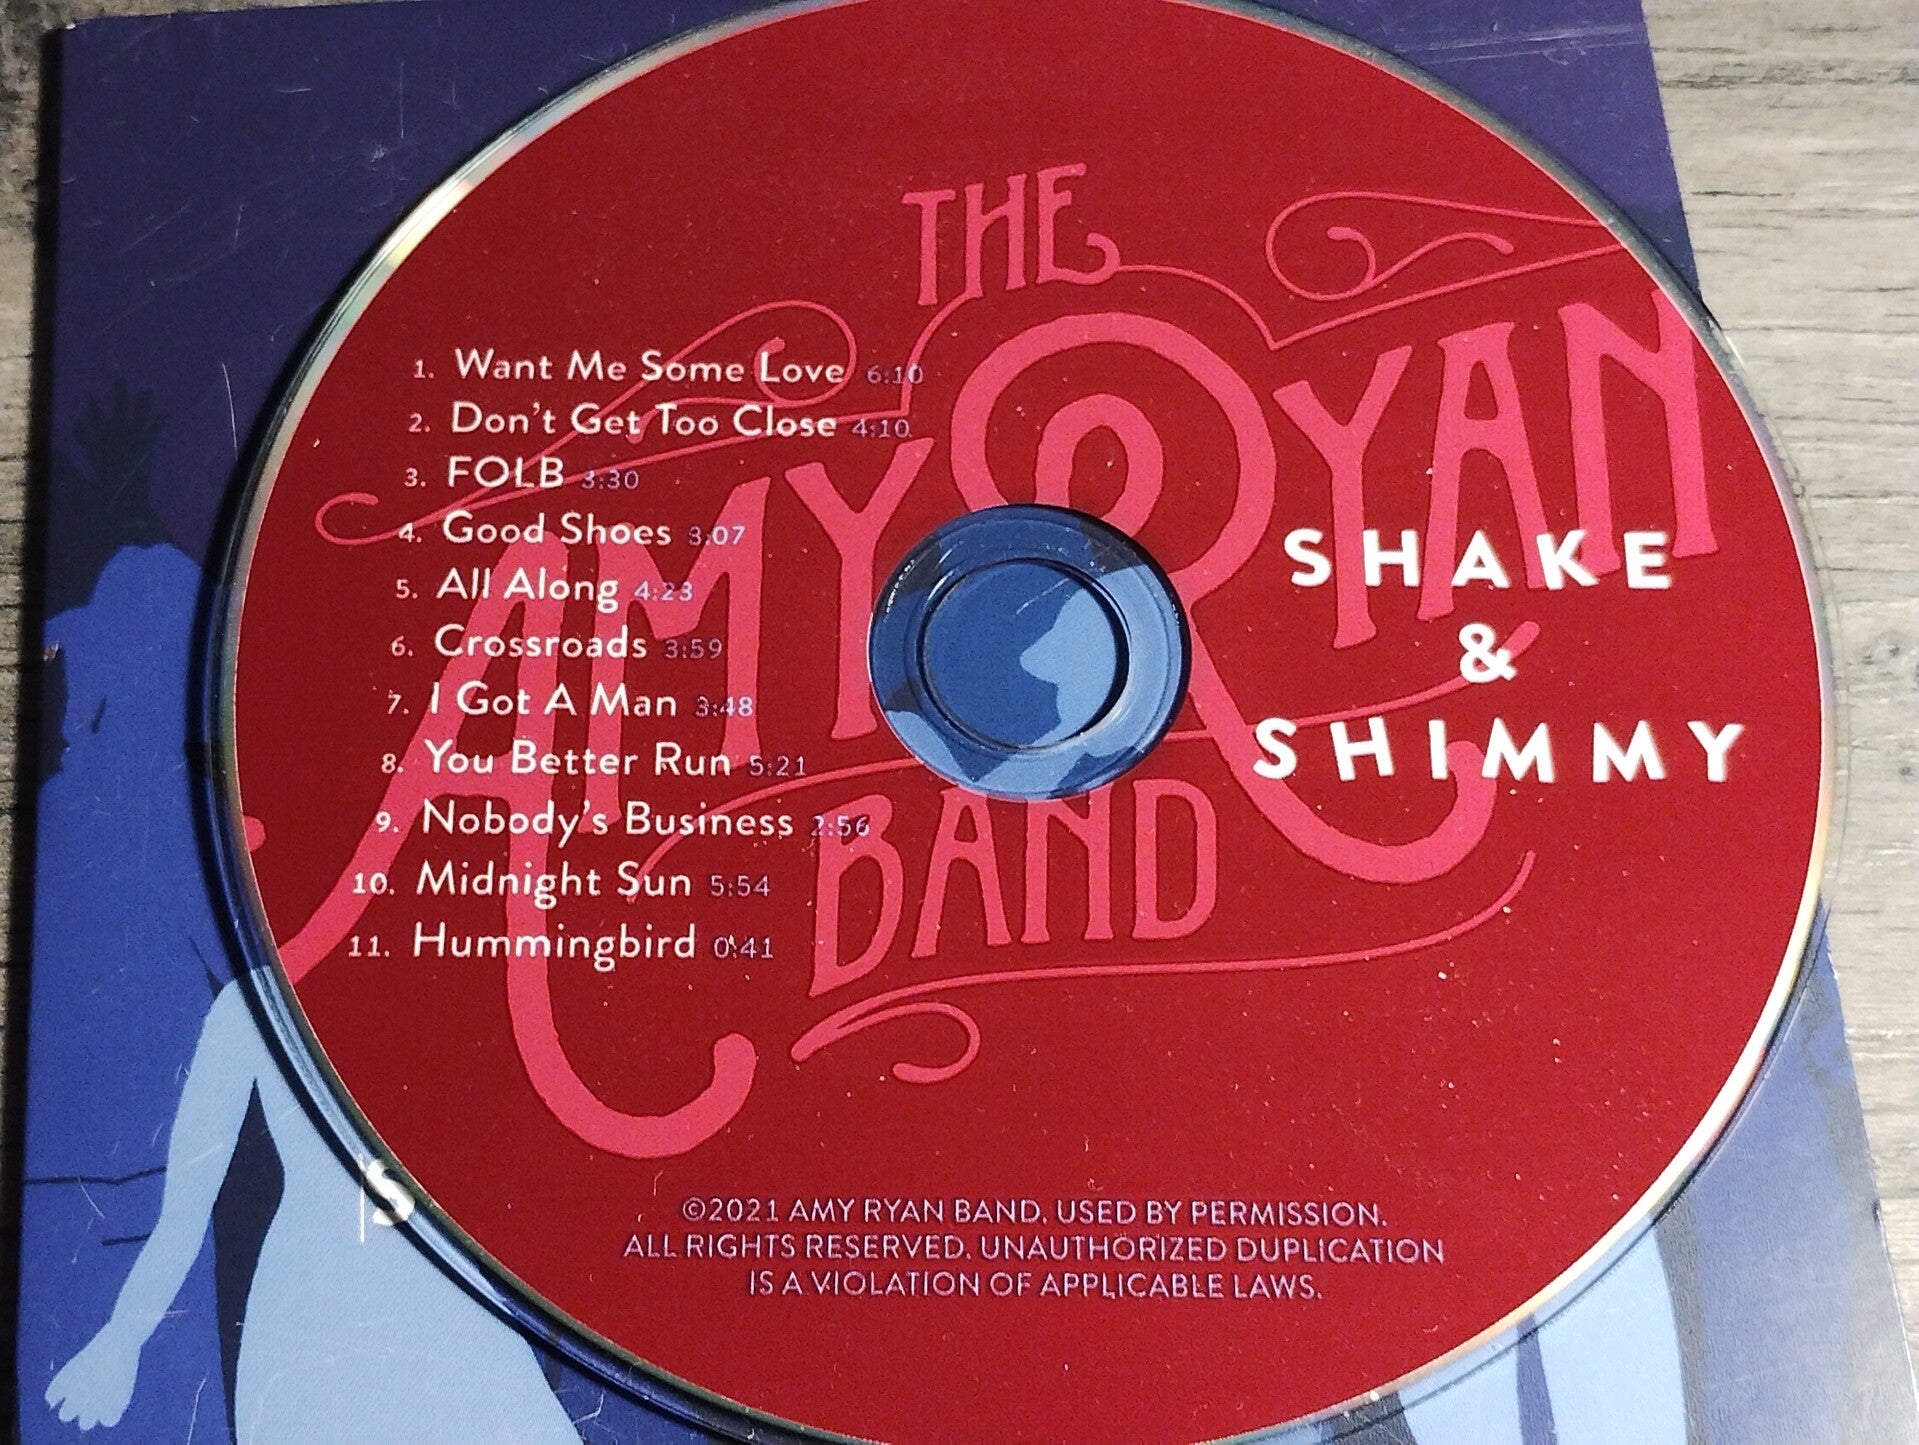 THE
AMY RYAN
BAND
1. Want Me Some Love 6:10
2. Don't Get Too Close 4:10
3. FOLB 3:30
4. Good Shoes 3:07
5. All Along 4:23
6. Crossroads 3:59
7. I Got A Man 3:48
8. You Better Run 5:21
9. Nobody's Business 2:56
10. Midnight Sun 5:54
11. Hummingbird 0:41
SHAKE
&
SHIMMY
©2021 AMY RYAN BAND. USED BY PERMISSION.
ALL RIGHTS RESERVED. UNAUTHORIZED DUPLICATION
IS A VIOLATION OF APPLICABLE LAWS.